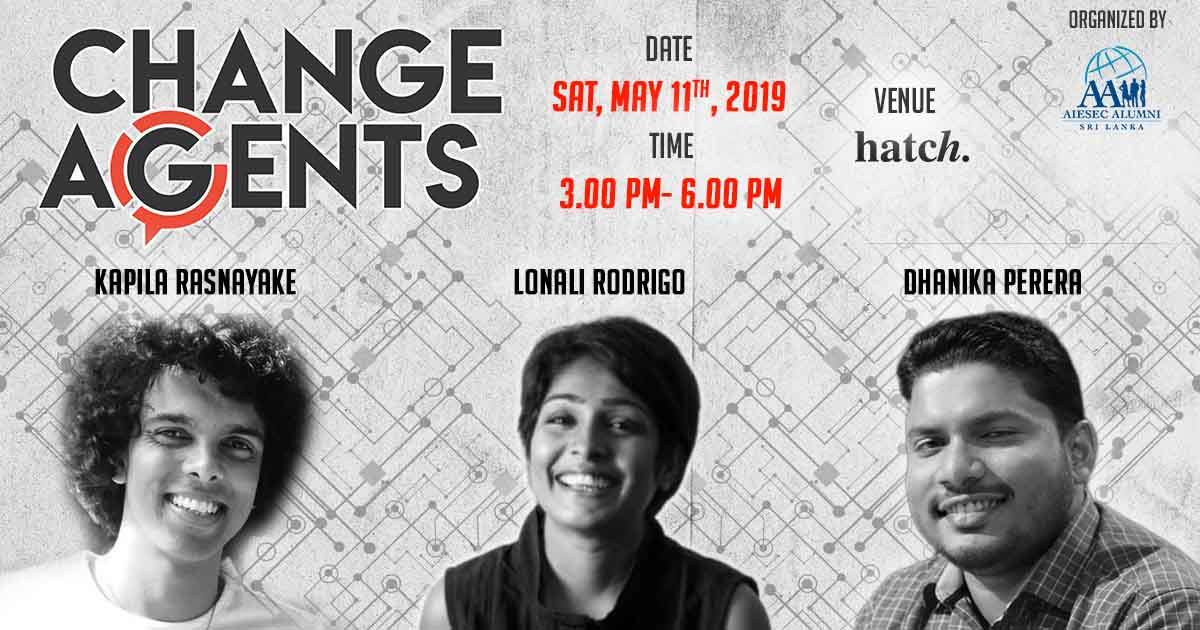 CHANGE
AGENTS
DATE
SAT, MAY 11TH, 2019
TIME
3.00 PM- 6.00 PM
VENUE
hatch.
ORGANIZED BY
AA
AIESEC ALUMNI
SRI LANKA
KAPILA RASNAYAKE
LONALI RODRIGO
DHANIKA PERERA